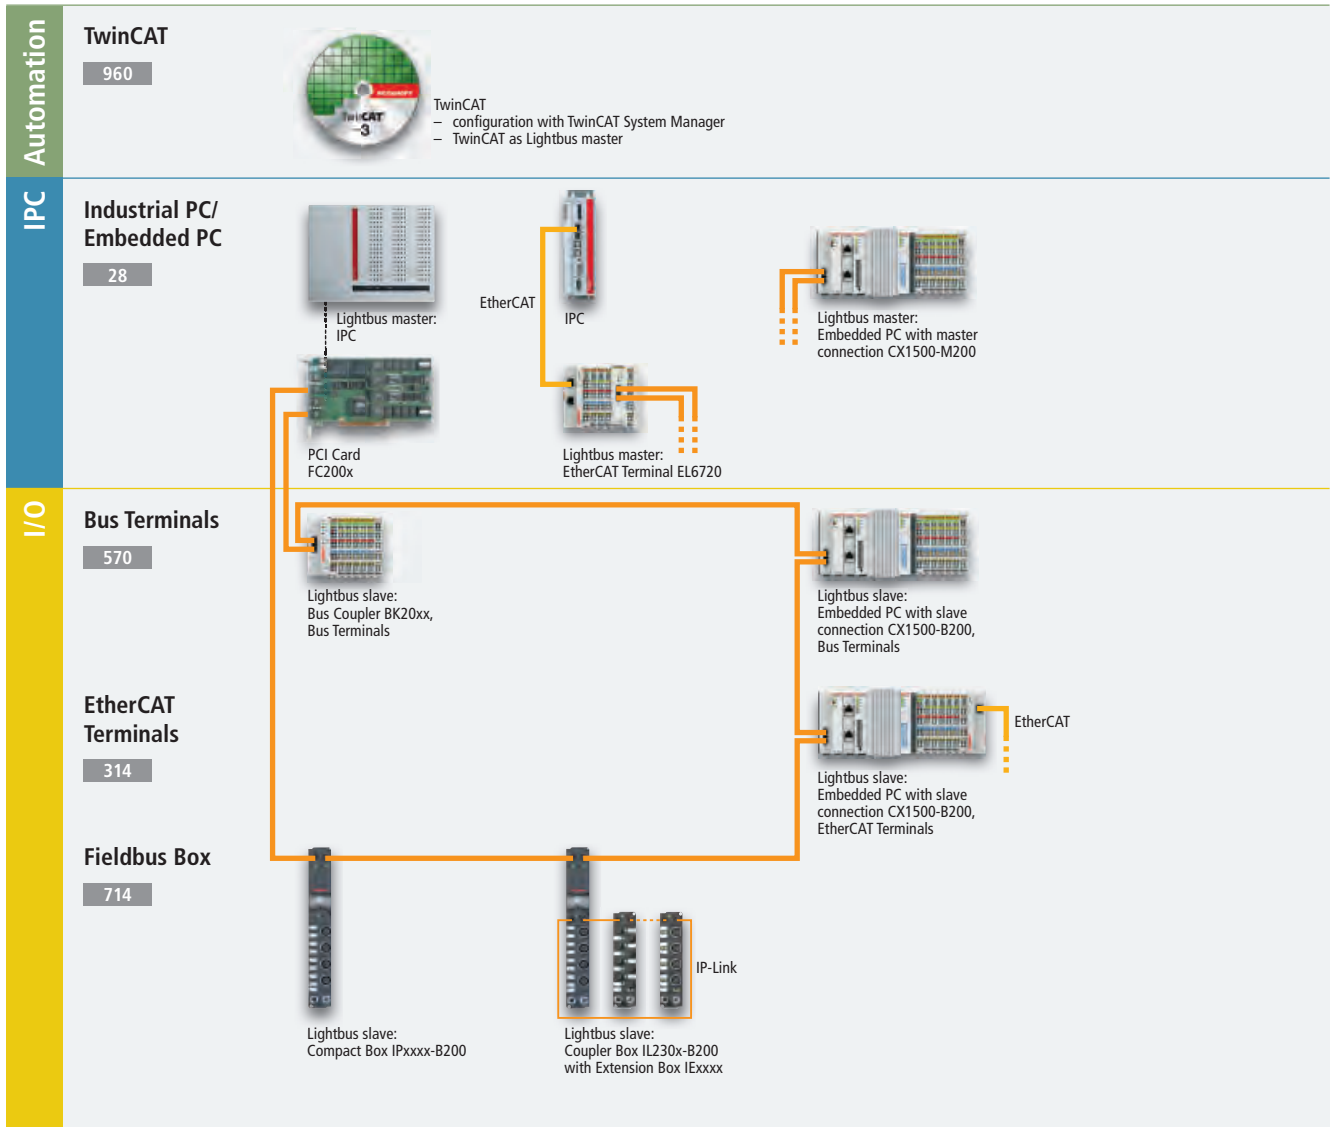 Automation
TwinCAT
960
BECKHOFF
TwinCAT
3
TwinCAT
– configuration with TwinCAT System Manager
– TwinCAT as Lightbus master
IPC
Industrial PC/
Embedded PC
28
Lightbus master:
IPC
EtherCAT
IPC
Lightbus master:
Embedded PC with master
connection CX1500-M200
PCI Card
FC200x
Lightbus master:
EtherCAT Terminal EL6720
I/O
Bus Terminals
570
Lightbus slave:
Bus Coupler BK20xx,
Bus Terminals
Lightbus slave:
Embedded PC with slave
connection CX1500-B200,
Bus Terminals
EtherCAT
Terminals
314
EtherCAT
Lightbus slave:
Embedded PC with slave
connection CX1500-B200,
EtherCAT Terminals
Fieldbus Box
714
IP-Link
Lightbus slave:
Compact Box IPxxxx-B200
Lightbus slave:
Coupler Box IL230x-B200
with Extension Box IExxxx